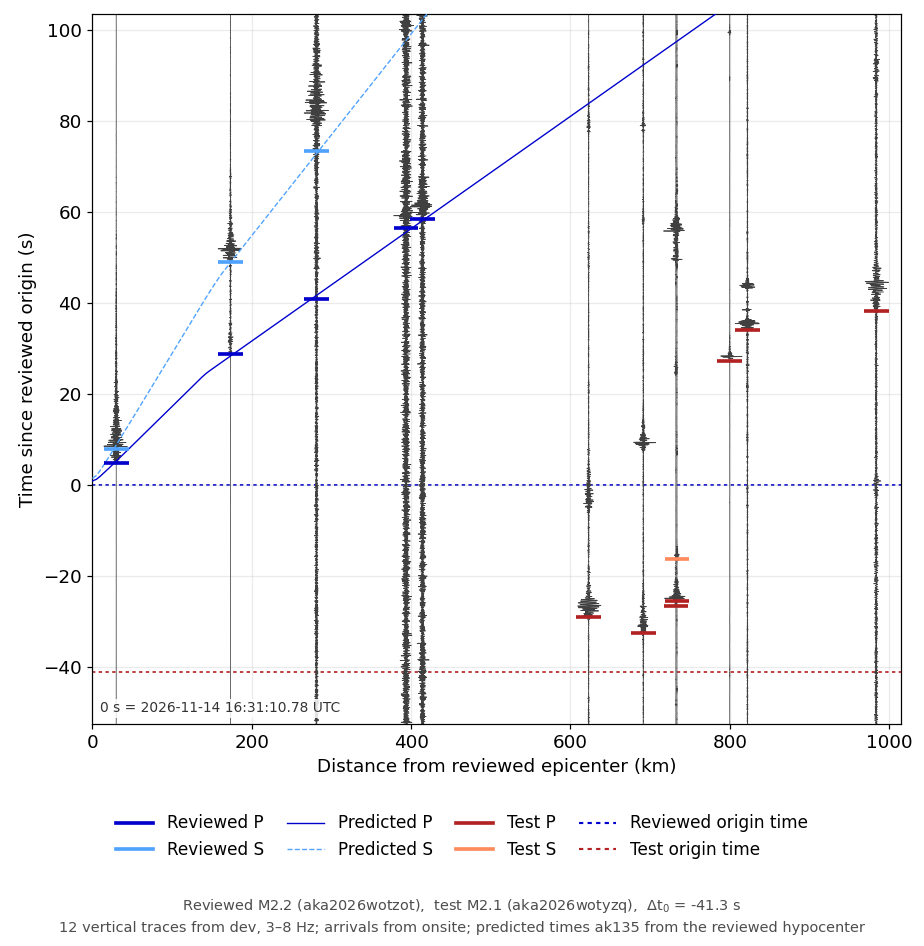 100
80
60
40
20
0
−20
−40
Time since reviewed origin (s)
0 s = 2026-11-14 16:31:10.78 UTC
0 200 400 600 800 1000
Distance from reviewed epicenter (km)
Reviewed P Predicted P Test P Reviewed origin time
Reviewed S Predicted S Test S Test origin time
Reviewed M2.2 (aka2026wotzot), test M2.1 (aka2026wotyzq), Δt0 = -41.3 s
12 vertical traces from dev, 3–8 Hz; arrivals from onsite; predicted times ak135 from the reviewed hypocenter